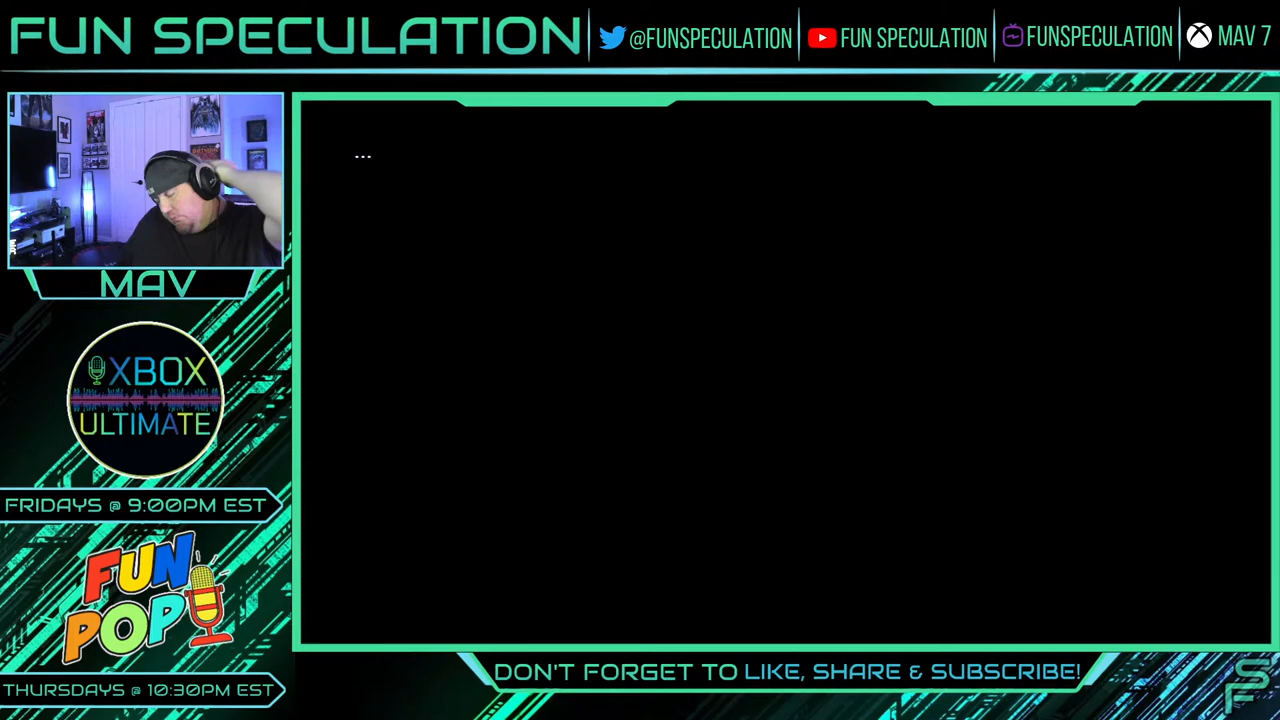 FUN SPECULATION
@FUNSPECULATION
FUN SPECULATION
FUNSPECULATION
MAV 7
...
MAV
XBOX
ULTIMATE
FRIDAYS @ 9:00PM EST
FUN
POP
THURSDAYS @ 10:30PM EST
DON'T FORGET TO LIKE, SHARE & SUBSCRIBE!